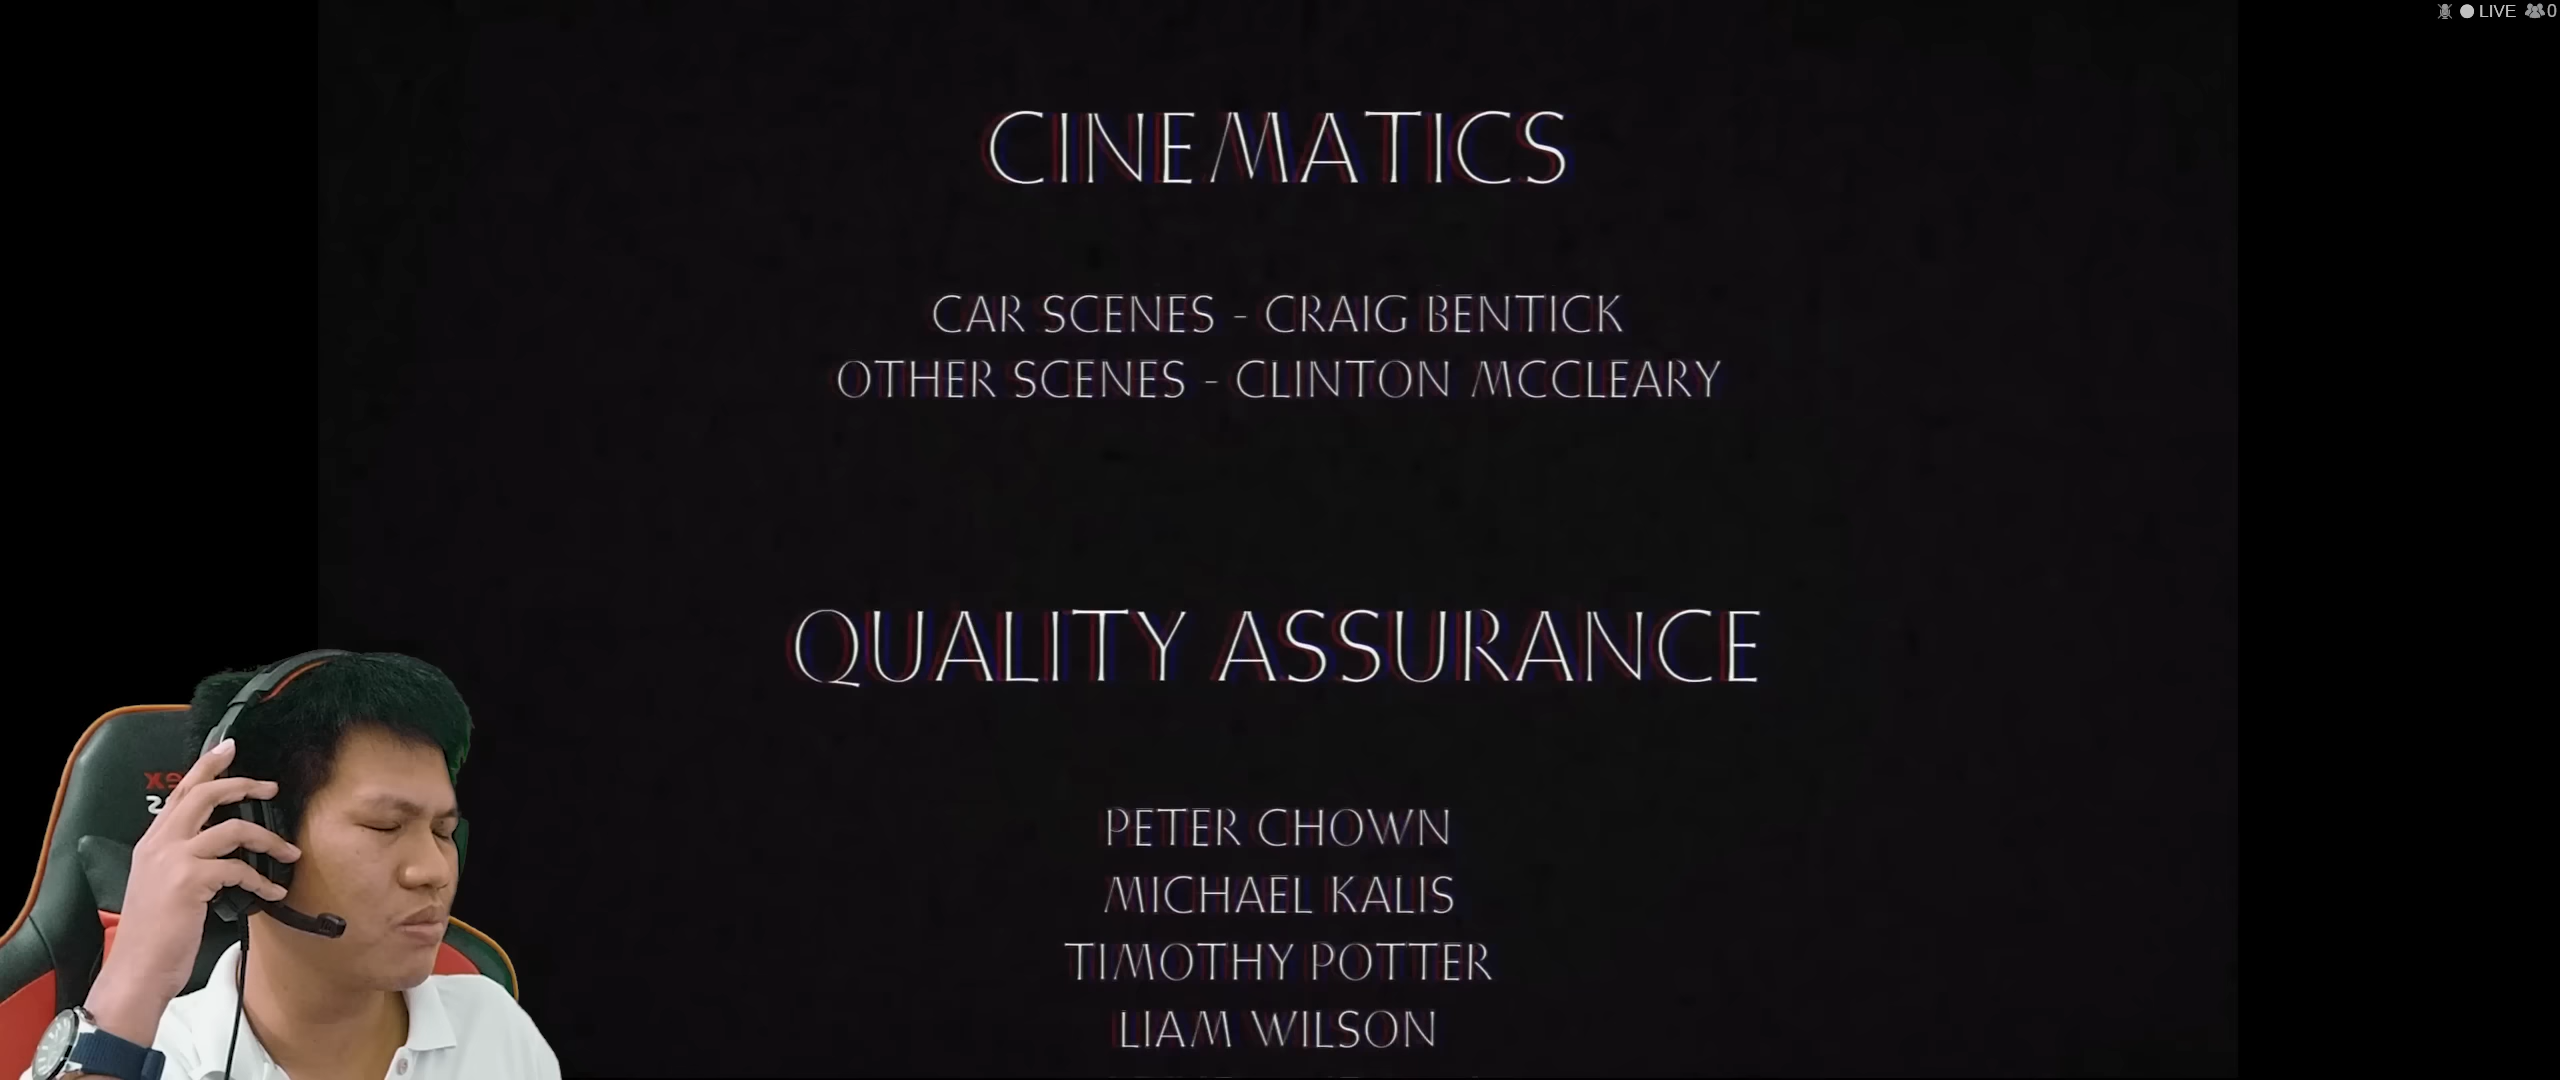 LIVE 0
CINEMATICS
CAR SCENES - CRAIG BENTICK
OTHER SCENES - CLINTON MCCLEARY
QUALITY ASSURANCE
PETER CHOWN
MICHAEL KALIS
TIMOTHY POTTER
LIAM WILSON